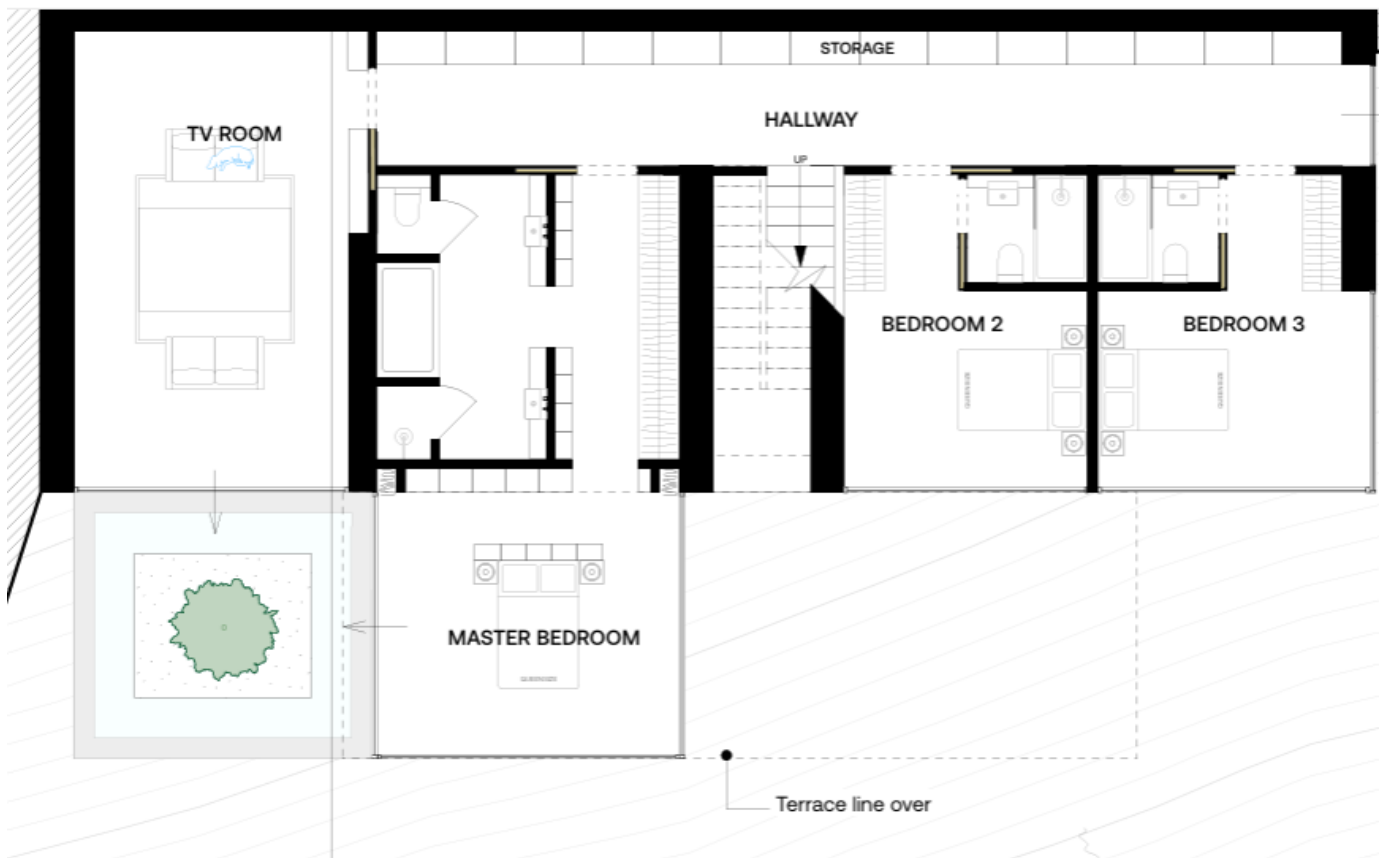 STORAGE
HALLWAY
TV ROOM
UP
BEDROOM 2
BEDROOM 3
MASTER BEDROOM
Terrace line over